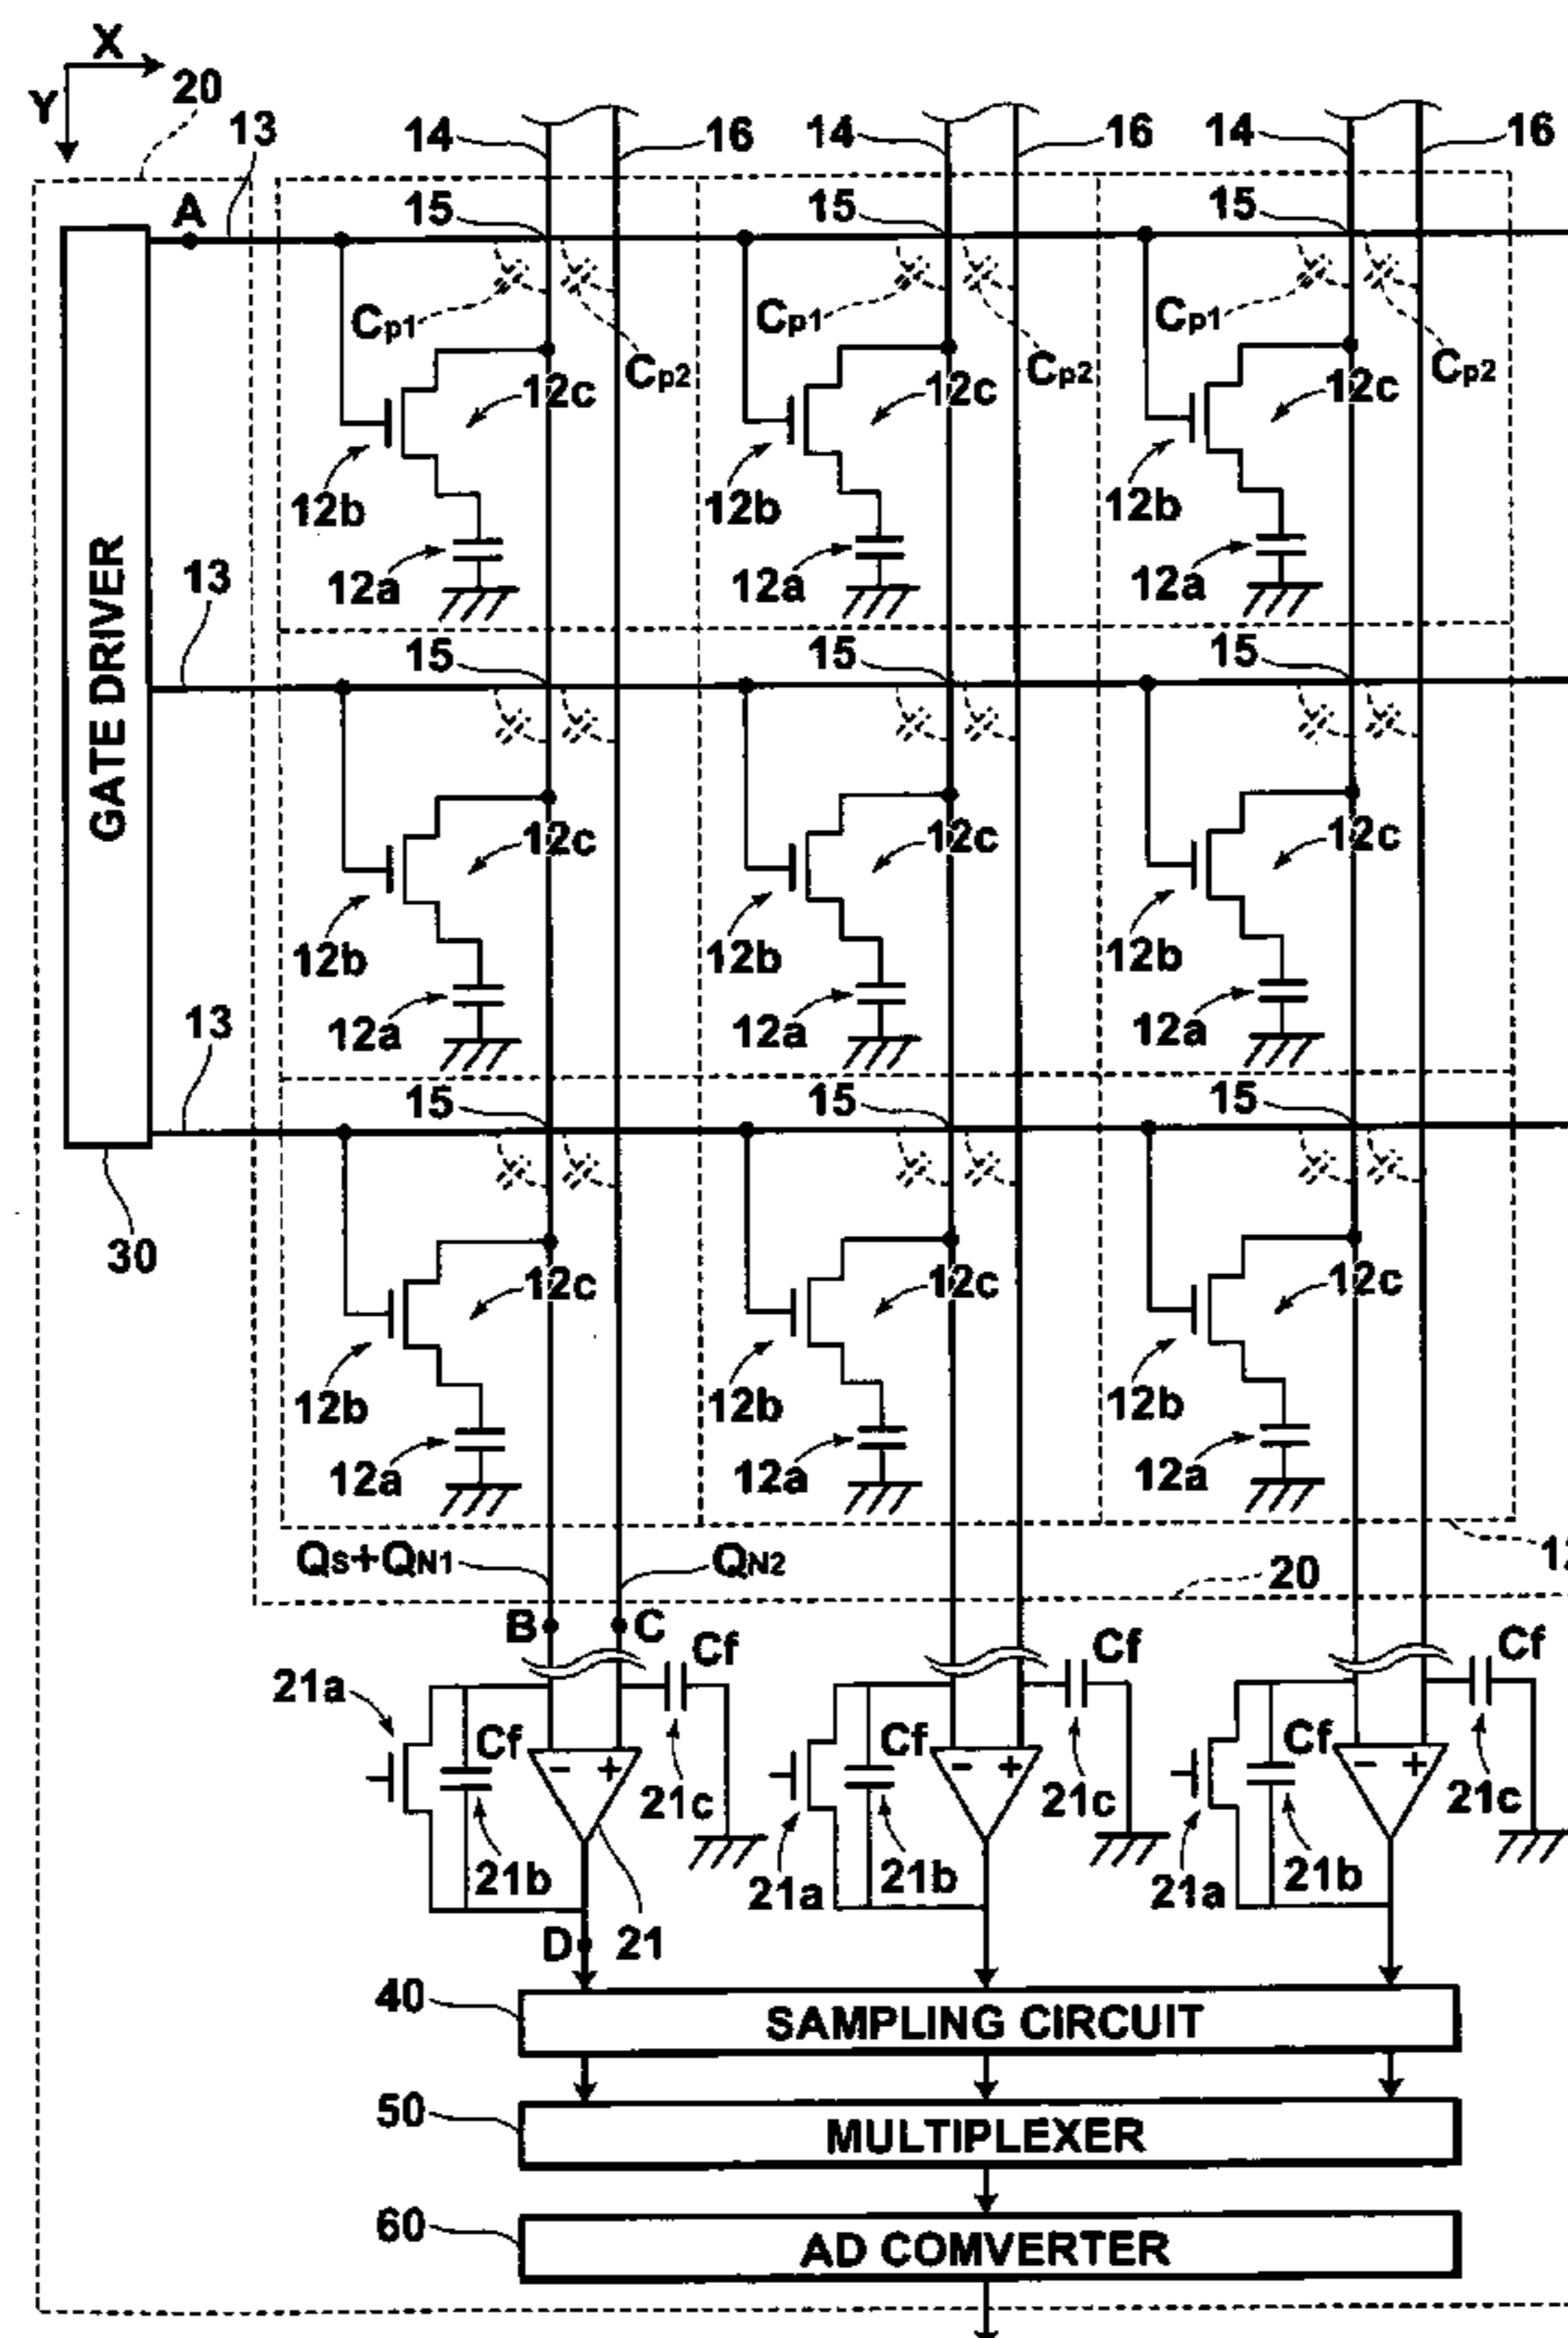 X
Y
20
13
14
16
14
16
14
16
A
15
15
15
Cp1
Cp1
Cp1
Cp2
Cp2
Cp2
12c
12c
12c
12b
12b
12b
12a
12a
12a
GATE DRIVER
13
15
15
15
12c
12c
12c
12b
12b
12b
12a
12a
12a
13
15
15
15
30
12c
12c
12c
12b
12b
12b
12a
12a
12a
QS+QN1
QN2
20
B
C
Cf
Cf
Cf
21a
Cf
Cf
Cf
- +
- +
- +
21c
21c
21c
21b
21a
21b
21a
21b
D
21
40
SAMPLING CIRCUIT
50
MULTIPLEXER
60
AD COMVERTER